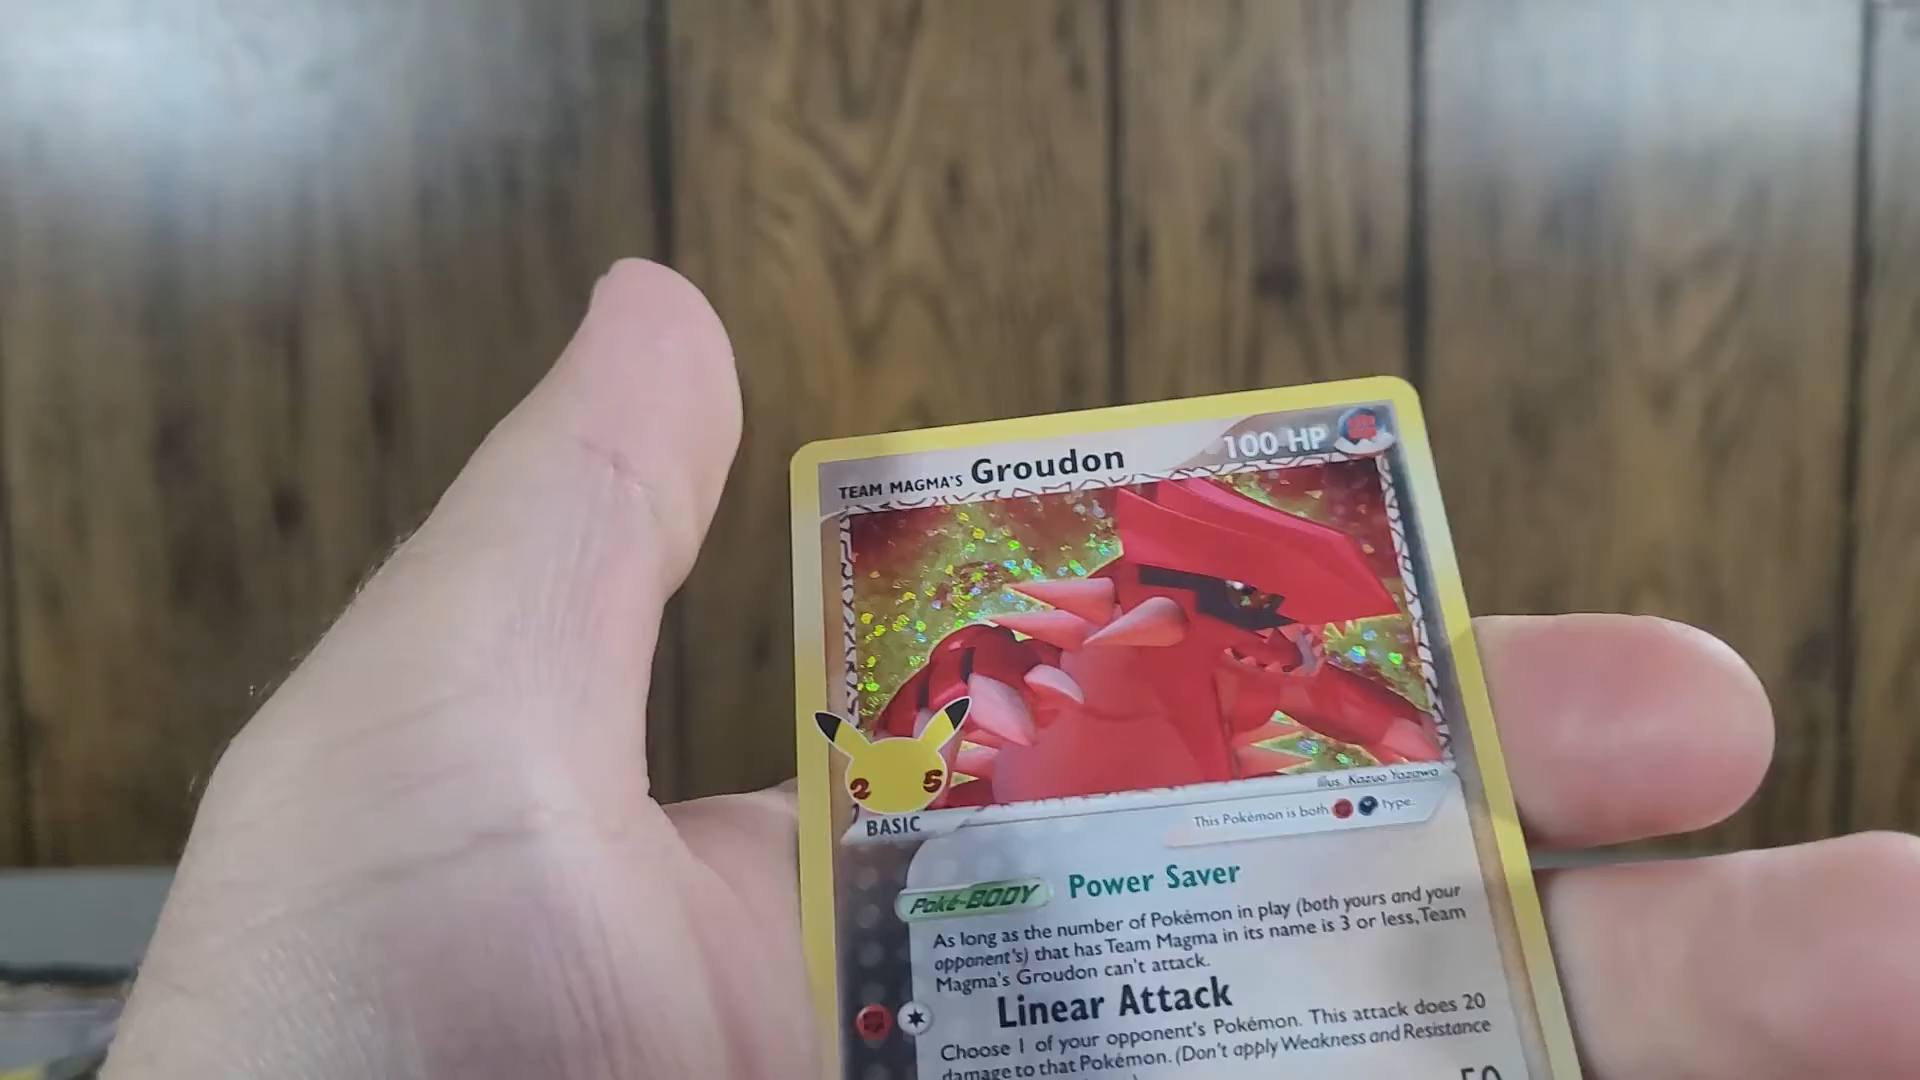 TEAM MAGMA'S Groudon 100 HP
25
Illus. Kazuo Yazawa
BASIC
This Pokémon is both type.
Poké-BODY Power Saver
As long as the number of Pokémon in play (both yours and your
opponent's) that has Team Magma in its name is 3 or less, Team
Magma's Groudon can't attack.
Linear Attack
Choose 1 of your opponent's Pokémon. This attack does 20
damage to that Pokémon. (Don't apply Weakness and Resistance
50